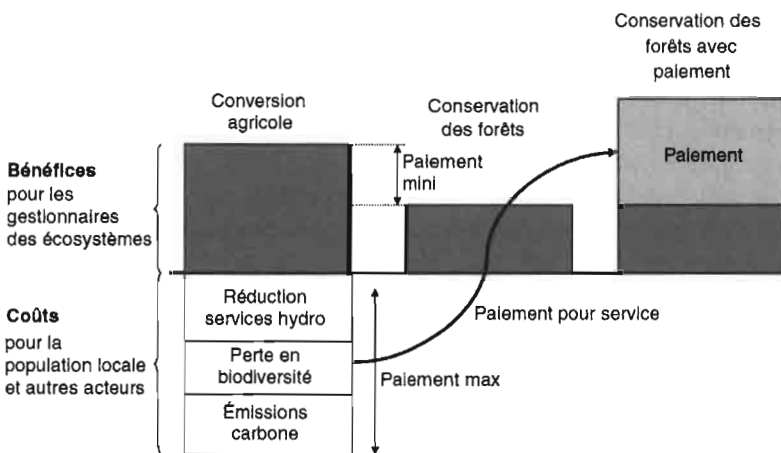 Conservation des
forêts avec
paiement
Conversion
agricole
Conservation
des forêts
Bénéfices
pour les
gestionnaires
des écosystèmes
Paiement
mini
Paiement
Coûts
pour la
population locale
et autres acteurs
Réduction
services hydro
Perte en
biodiversité
Émissions
carbone
Paiement pour service
Paiement max